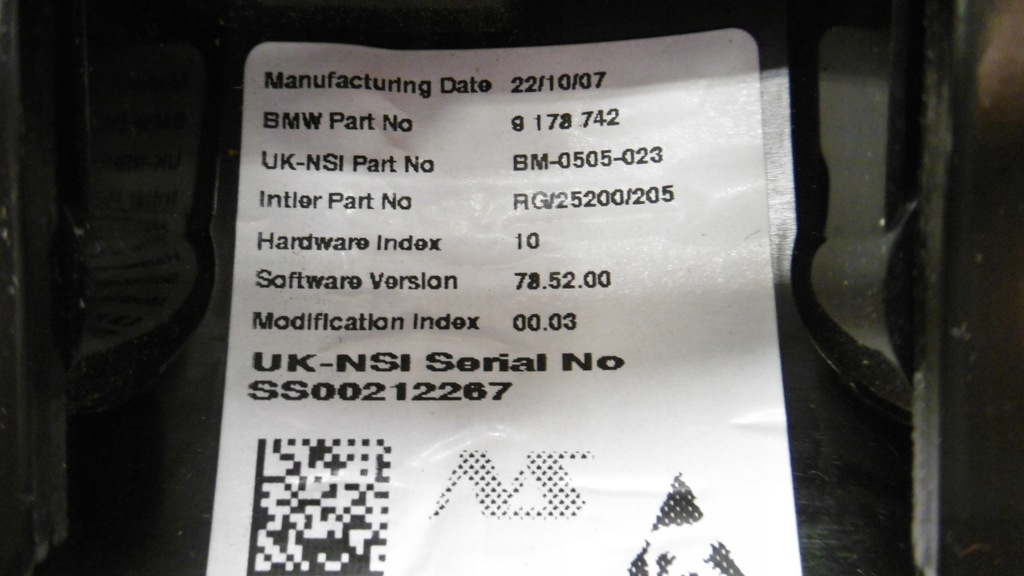 Manufacturing Date 22/10/07
BMW Part No 9 178 742
UK-NSI Part No BM-0505-023
Intier Part No RG/25200/205
Hardware Index 10
Software Version 78.52.00
Modification Index 00.03
UK-NSI Serial No
SS00212267
NS